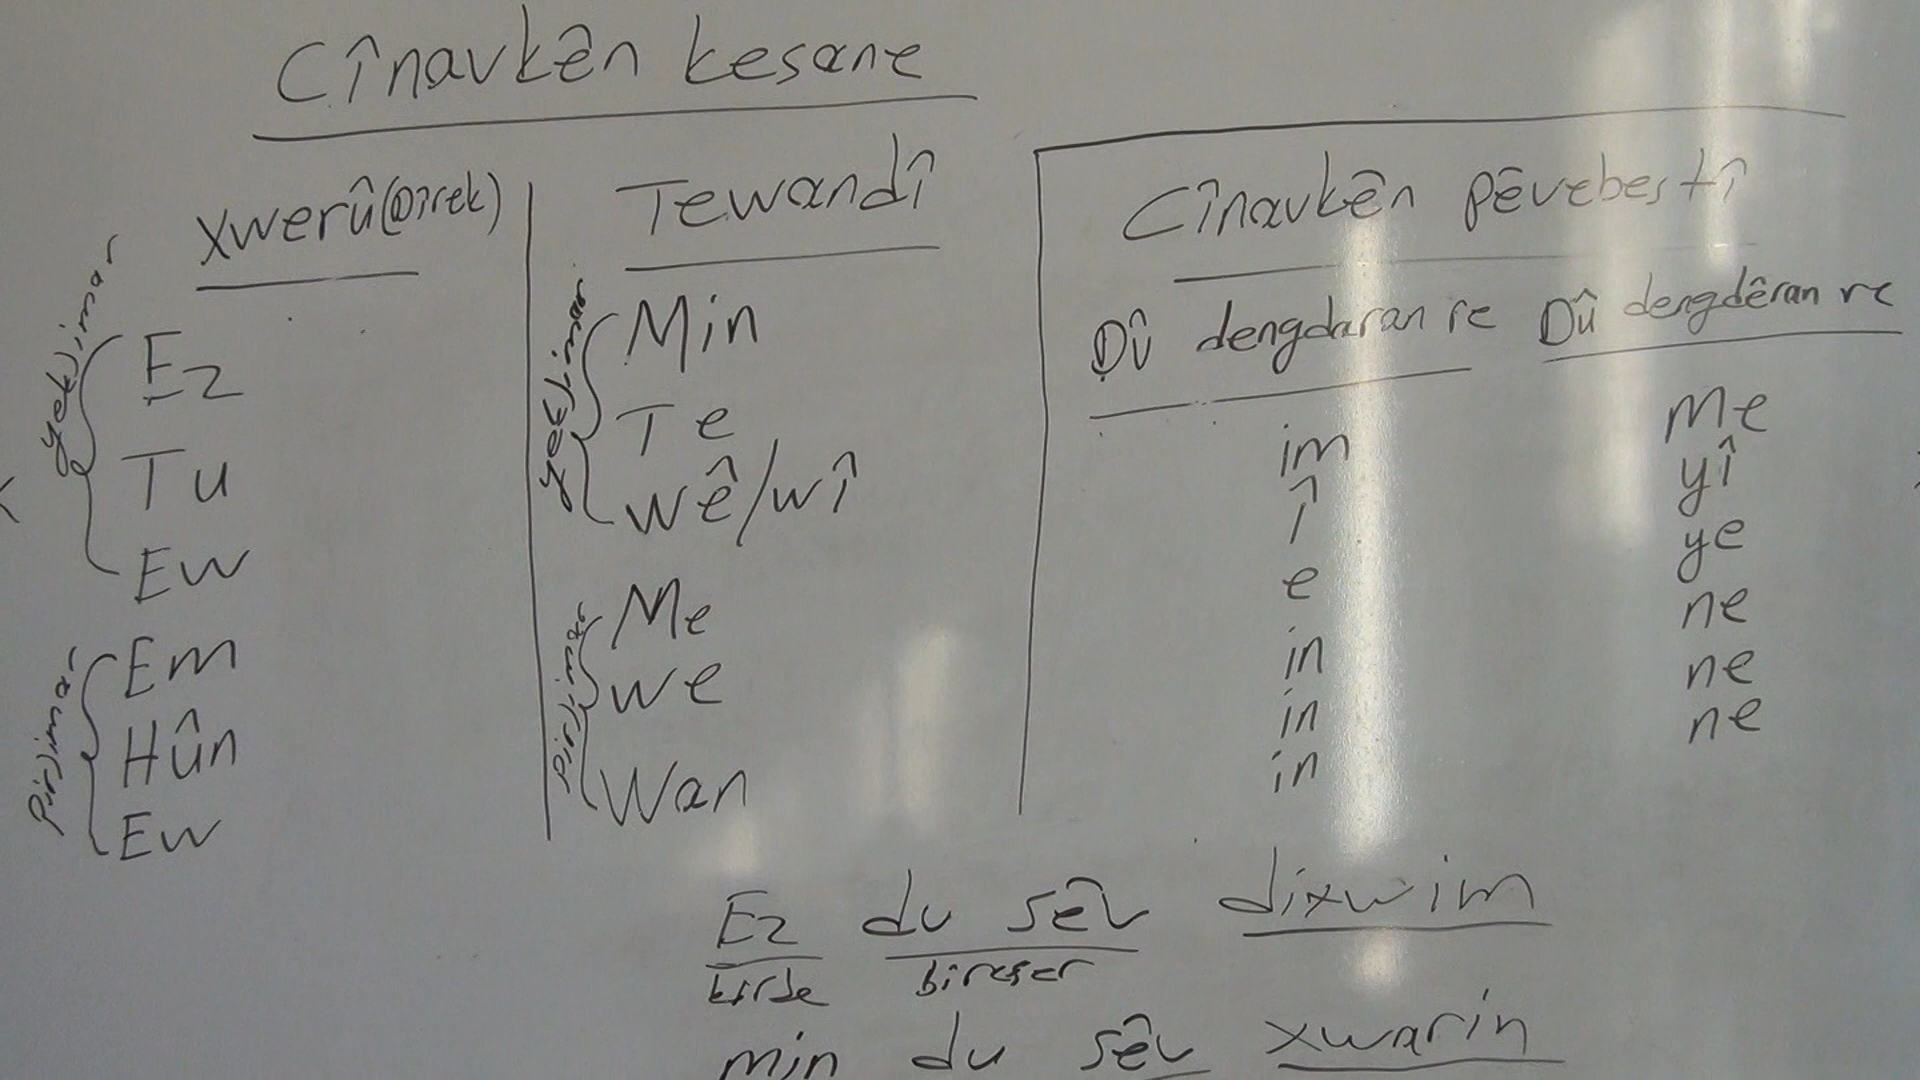 Cînavkên kesane
Xwerû (Dîrek)
yekjimar
Ez
Tu
Ew
Pirjimar
Em
Hûn
Ew
Tewandî
yekjimar
Min
Te
Wê/wî
Pirjimar
Me
We
Wan
Cînavkên pêvebestî
Dû dengdaran re
im
î
e
in
in
in
Dû dengdêran re
Me
yî
ye
ne
ne
ne
Ez du sêv dixwim
kirde bireser
min du sêv xwarin